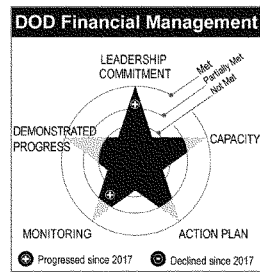 DOD Financial Management
LEADERSHIP
COMMITMENT
Met
Partially Met
Not Met
DEMONSTRATED
PROGRESS
CAPACITY
MONITORING
ACTION PLAN
Progressed since 2017
Declined since 2017